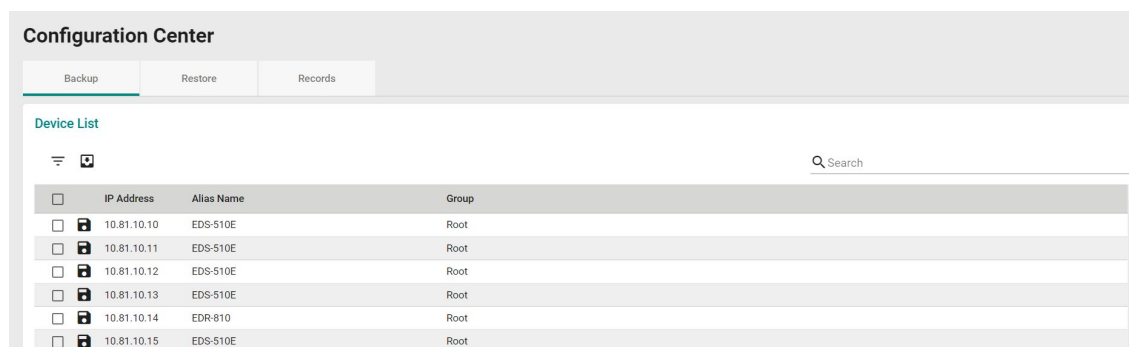 Configuration Center
Backup Restore Records
Device List
Search
IP Address Alias Name Group
10.81.10.10 EDS-510E Root
10.81.10.11 EDS-510E Root
10.81.10.12 EDS-510E Root
10.81.10.13 EDS-510E Root
10.81.10.14 EDR-810 Root
10.81.10.15 EDS-510E Root